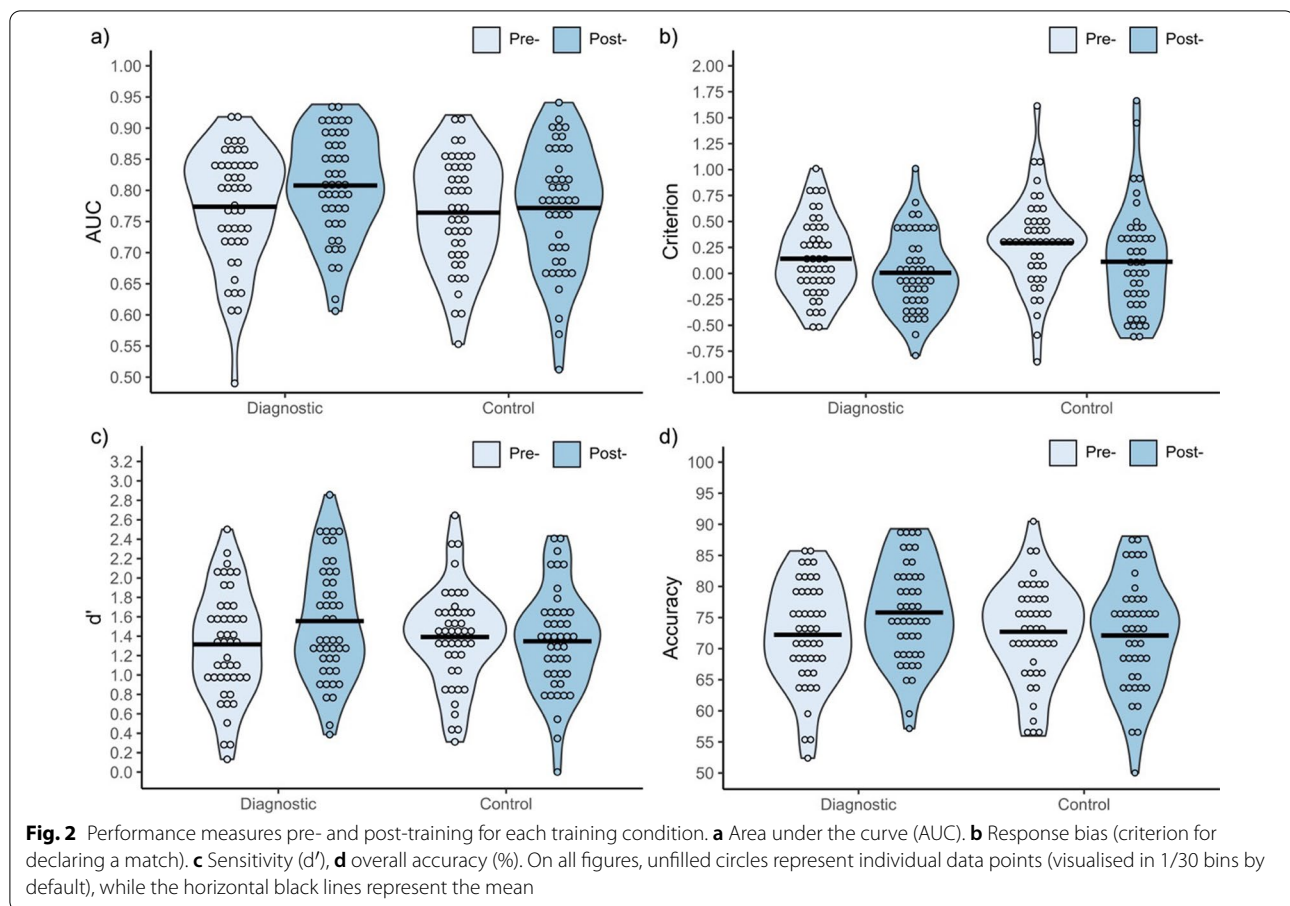 a)
Pre-
Post-
1.00
0.95
0.90
0.85
0.80
0.75
0.70
0.65
0.60
0.55
0.50
AUC
Diagnostic
Control
b)
Pre-
Post-
2.00
1.75
1.50
1.25
1.00
0.75
0.50
0.25
0.00
-0.25
-0.50
-0.75
-1.00
Criterion
Diagnostic
Control
c)
Pre-
Post-
3.2
3.0
2.8
2.6
2.4
2.2
2.0
1.8
1.6
1.4
1.2
1.0
0.8
0.6
0.4
0.2
0.0
d'
Diagnostic
Control
d)
Pre-
Post-
100
95
90
85
80
75
70
65
60
55
50
Accuracy
Diagnostic
Control
Fig. 2 Performance measures pre- and post-training for each training condition. a Area under the curve (AUC). b Response bias (criterion for
declaring a match). c Sensitivity (d′), d overall accuracy (%). On all figures, unfilled circles represent individual data points (visualised in 1/30 bins by
default), while the horizontal black lines represent the mean